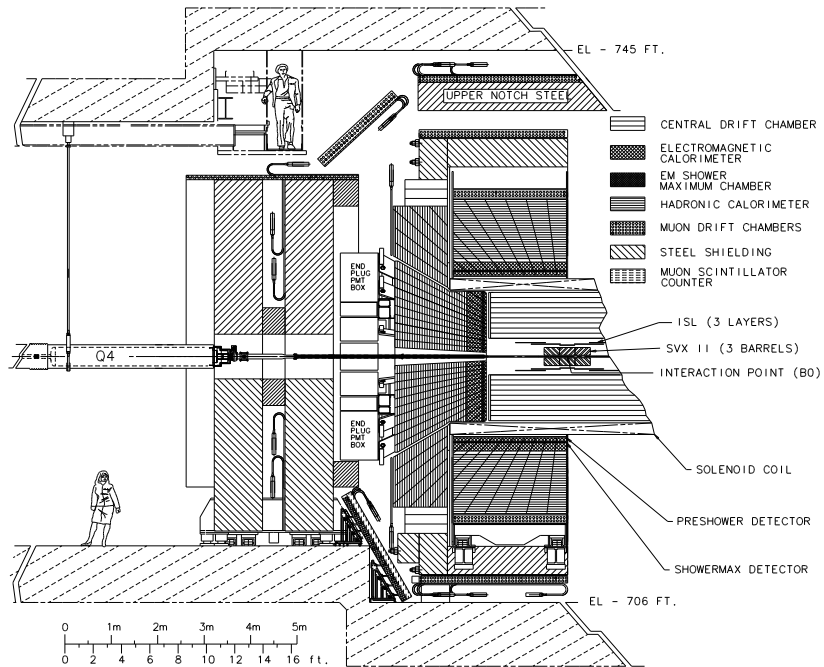 EL - 745 FT.
UPPER NOTCH STEEL
CENTRAL DRIFT CHAMBER
ELECTROMAGNETIC
CALORIMETER
EM SHOWER
MAXIMUM CHAMBER
HADRONIC CALORIMETER
MUON DRIFT CHAMBERS
STEEL SHIELDING
MUON SCINTILLATOR
COUNTER
END
PLUG
PMT
BOX
ISL (3 LAYERS)
SVX II (3 BARRELS)
INTERACTION POINT (B0)
Q4
END
PLUG
PMT
BOX
SOLENOID COIL
PRESHOWER DETECTOR
SHOWERMAX DETECTOR
EL - 706 FT.
0 1m 2m 3m 4m 5m
0 2 4 6 8 10 12 14 16 ft.